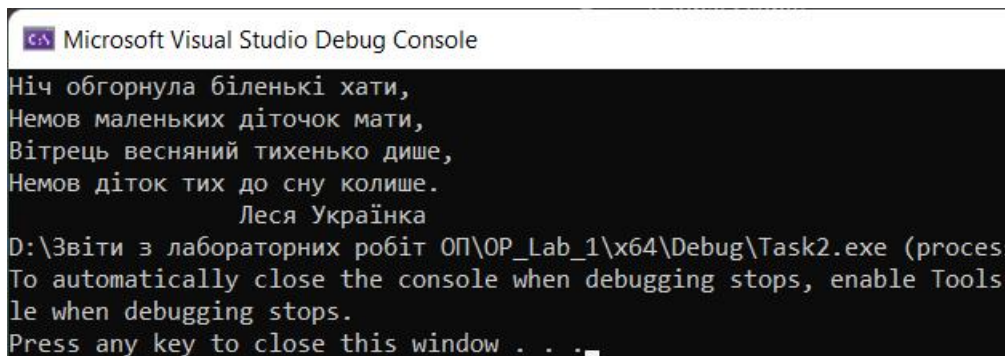 Microsoft Visual Studio Debug Console
Ніч обгорнула біленькі хати,
Немов маленьких діточок мати,
Вітрець весняний тихенько дише,
Немов діток тих до сну колише.
Леся Українка
D:\Звіти з лабораторних робіт ОП\OP_Lab_1\x64\Debug\Task2.exe (proces
To automatically close the console when debugging stops, enable Tools
le when debugging stops.
Press any key to close this window . . .